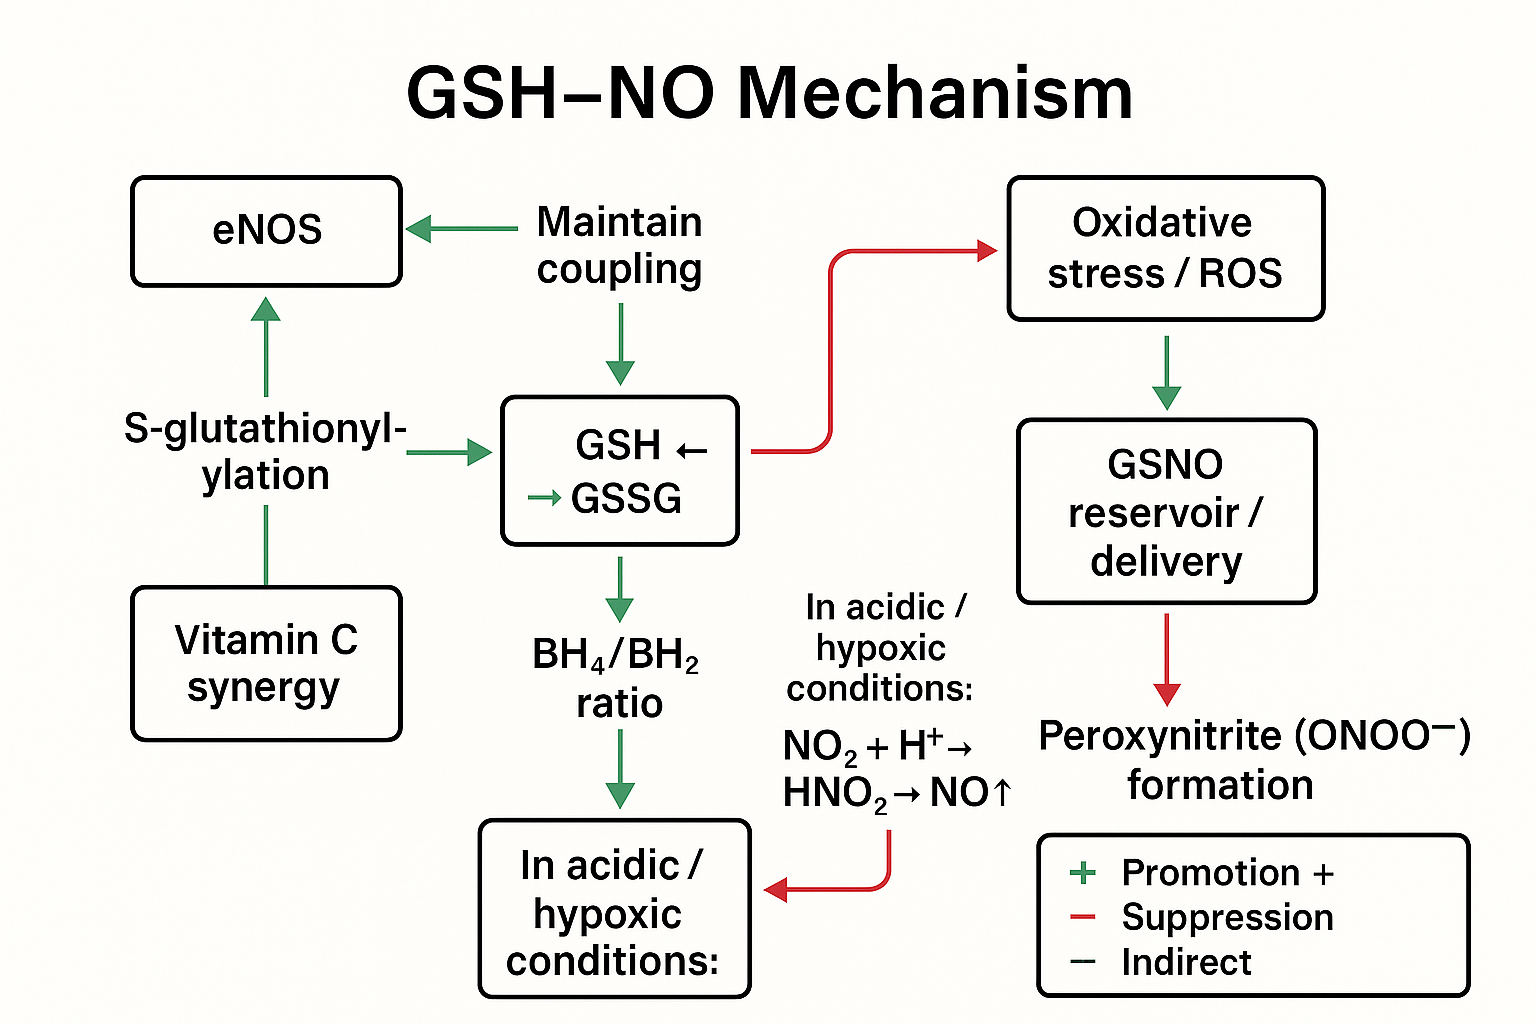 GSH–NO Mechanism
eNOS
Maintain
coupling
Oxidative
stress / ROS
S-glutathionyl-
ylation
GSH ←
→ GSSG
GSNO
reservoir /
delivery
Vitamin C
synergy
BH₄/BH₂
ratio
In acidic /
hypoxic
conditions:
NO₂ + H⁺→
HNO₂→NO↑
Peroxynitrite (ONOO⁻)
formation
In acidic /
hypoxic
conditions:
+ Promotion +
– Suppression
– Indirect